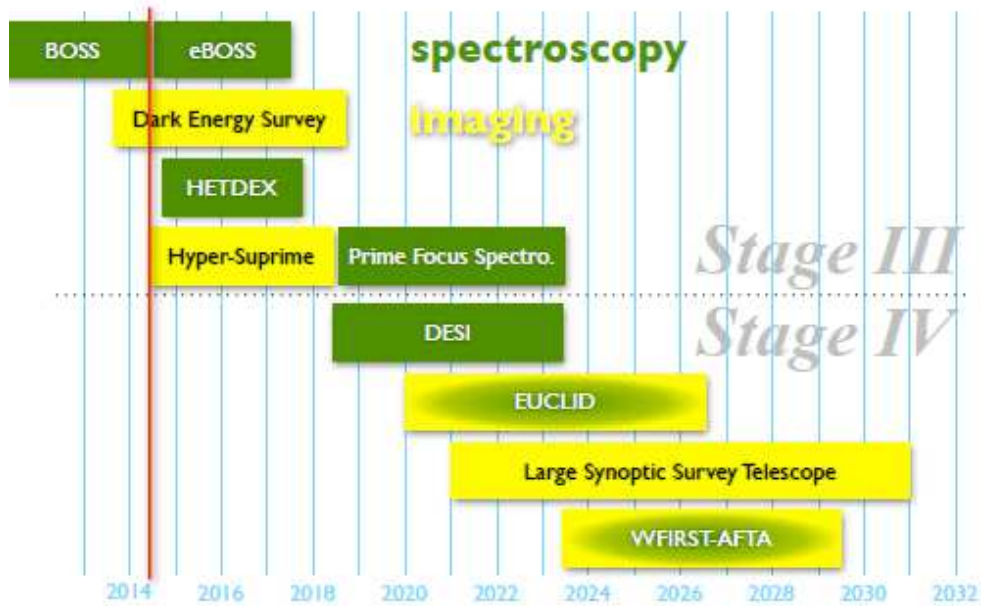 BOSS eBOSS spectroscopy
Dark Energy Survey imaging
HETDEX
Hyper-Suprime Prime Focus Spectro. Stage III
DESI Stage IV
EUCLID
Large Synoptic Survey Telescope
WFIRST-AFTA
2014 2016 2018 2020 2022 2024 2026 2028 2030 2032